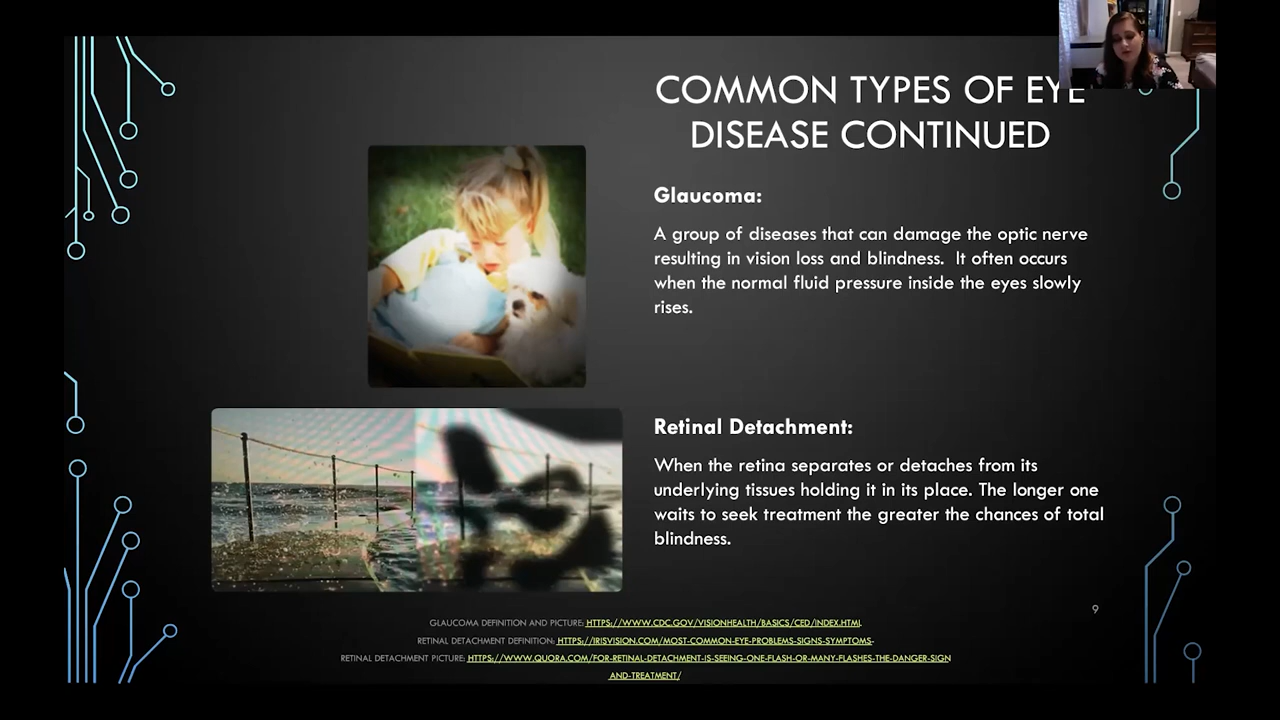 COMMON TYPES OF EYE
DISEASE CONTINUED
Glaucoma:
A group of diseases that can damage the optic nerve
resulting in vision loss and blindness.  It often occurs
when the normal fluid pressure inside the eyes slowly
rises.
Retinal Detachment:
When the retina separates or detaches from its
underlying tissues holding it in its place. The longer one
waits to seek treatment the greater the chances of total
blindness.
9
GLAUCOMA DEFINITION AND PICTURE: HTTPS://WWW.CDC.GOV/VISIONHEALTH/BASICS/CED/INDEX.HTML
RETINAL DETACHMENT DEFINITION: HTTPS://IRISVISION.COM/MOST-COMMON-EYE-PROBLEMS-SIGNS-SYMPTOMS-
RETINAL DETACHMENT PICTURE: HTTPS://WWW.QUORA.COM/FOR-RETINAL-DETACHMENT-IS-SEEING-ONE-FLASH-OR-MANY-FLASHES-THE-DANGER-SIGN
AND-TREATMENT/